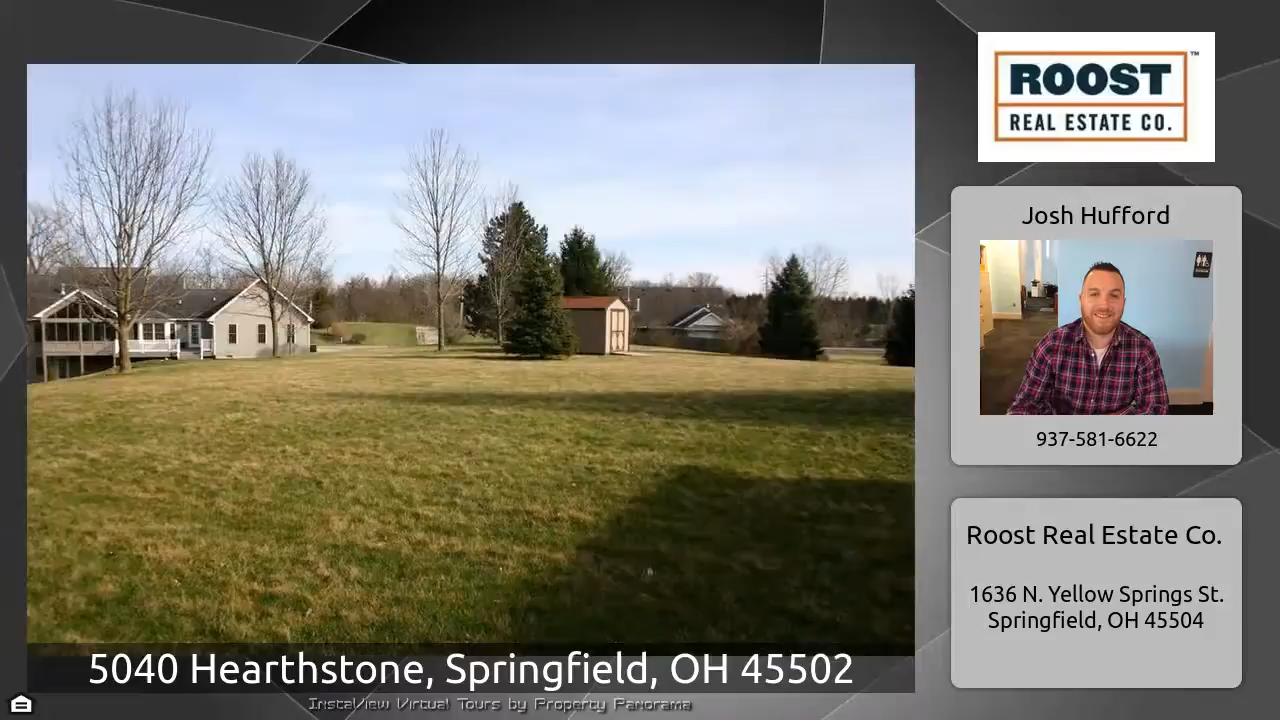 ROOST™
REAL ESTATE CO.
Josh Hufford
937-581-6622
Roost Real Estate Co.
1636 N. Yellow Springs St.
Springfield, OH 45504
5040 Hearthstone, Springfield, OH 45502
InstaView Virtual Tours by Property Panorama